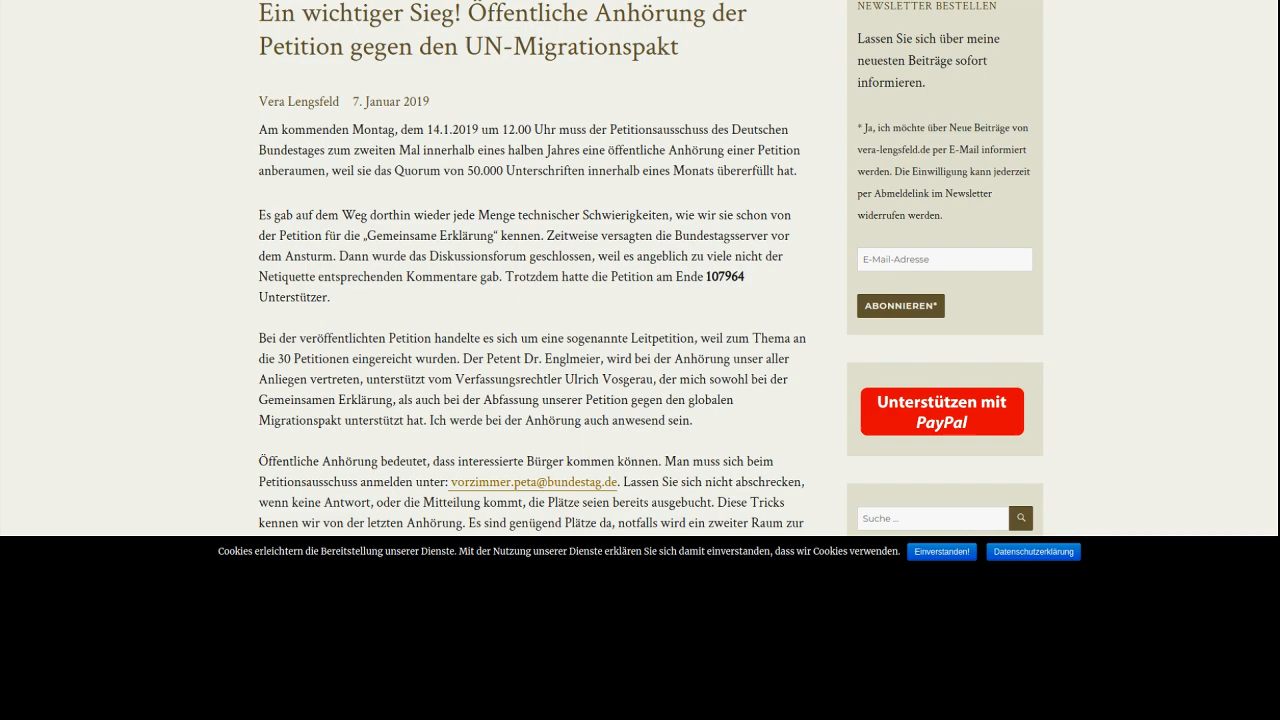 Ein wichtiger Sieg! Öffentliche Anhörung der
Petition gegen den UN-Migrationspakt
Vera Lengsfeld 7. Januar 2019
Am kommenden Montag, dem 14.1.2019 um 12.00 Uhr muss der Petitionsausschuss des Deutschen
Bundestages zum zweiten Mal innerhalb eines halben Jahres eine öffentliche Anhörung einer Petition
anberaumen, weil sie das Quorum von 50.000 Unterschriften innerhalb eines Monats übererfüllt hat.
Es gab auf dem Weg dorthin wieder jede Menge technischer Schwierigkeiten, wie wir sie schon von
der Petition für die „Gemeinsame Erklärung“ kennen. Zeitweise versagten die Bundestagsserver vor
dem Ansturm. Dann wurde das Diskussionsforum geschlossen, weil es angeblich zu viele nicht der
Netiquette entsprechenden Kommentare gab. Trotzdem hatte die Petition am Ende 107964
Unterstützer.
Bei der veröffentlichten Petition handelte es sich um eine sogenannte Leitpetition, weil zum Thema an
die 30 Petitionen eingereicht wurden. Der Petent Dr. Englmeier, wird bei der Anhörung unser aller
Anliegen vertreten, unterstützt vom Verfassungsrechtler Ulrich Vosgerau, der mich sowohl bei der
Gemeinsamen Erklärung, als auch bei der Abfassung unserer Petition gegen den globalen
Migrationspakt unterstützt hat. Ich werde bei der Anhörung auch anwesend sein.
Öffentliche Anhörung bedeutet, dass interessierte Bürger kommen können. Man muss sich beim
Petitionsausschuss anmelden unter: vorzimmer.peta@bundestag.de. Lassen Sie sich nicht abschrecken,
wenn keine Antwort, oder die Mitteilung kommt, die Plätze seien bereits ausgebucht. Diese Tricks
kennen wir von der letzten Anhörung. Es sind genügend Plätze da, notfalls wird ein zweiter Raum zur
NEWSLETTER BESTELLEN
Lassen Sie sich über meine
neuesten Beiträge sofort
informieren.
* Ja, ich möchte über Neue Beiträge von
vera-lengsfeld.de per E-Mail informiert
werden. Die Einwilligung kann jederzeit
per Abmeldelink im Newsletter
widerrufen werden.
E-Mail-Adresse
ABONNIEREN*
Unterstützen mit
PayPal
Suche …
Cookies erleichtern die Bereitstellung unserer Dienste. Mit der Nutzung unserer Dienste erklären Sie sich damit einverstanden, dass wir Cookies verwenden. Einverstanden! Datenschutzerklärung